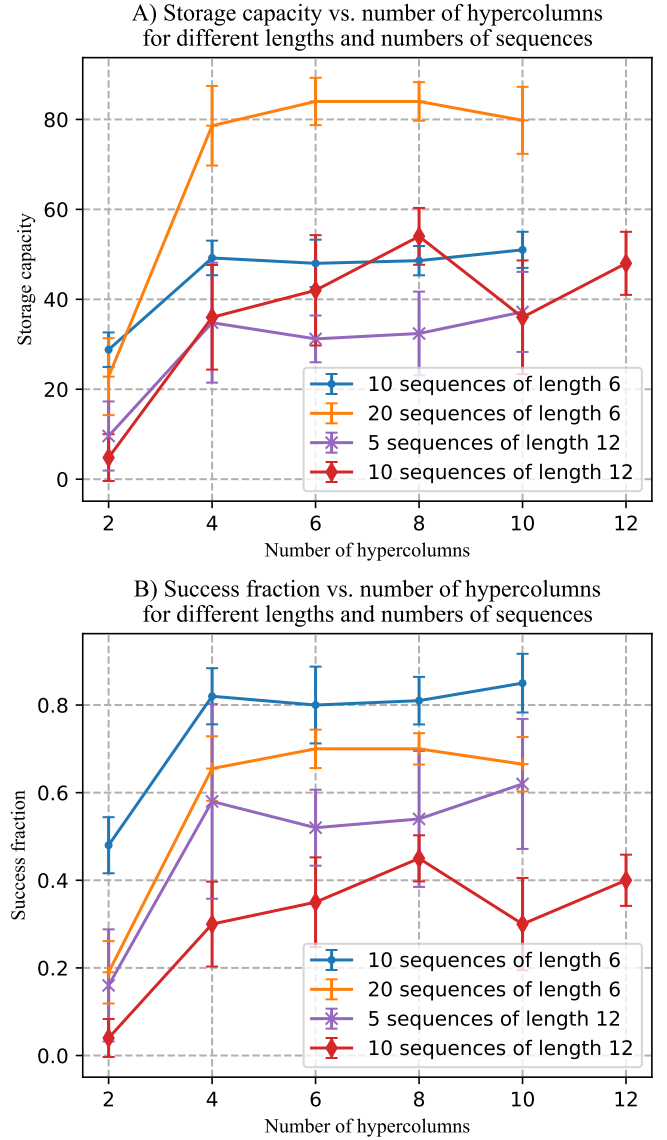 A) Storage capacity vs. number of hypercolumns
for different lengths and numbers of sequences
Storage capacity
80
60
40
20
0
10 sequences of length 6
20 sequences of length 6
5 sequences of length 12
10 sequences of length 12
2 4 6 8 10 12
Number of hypercolumns
B) Success fraction vs. number of hypercolumns
for different lengths and numbers of sequences
Success fraction
0.8
0.6
0.4
0.2
0.0
10 sequences of length 6
20 sequences of length 6
5 sequences of length 12
10 sequences of length 12
2 4 6 8 10 12
Number of hypercolumns